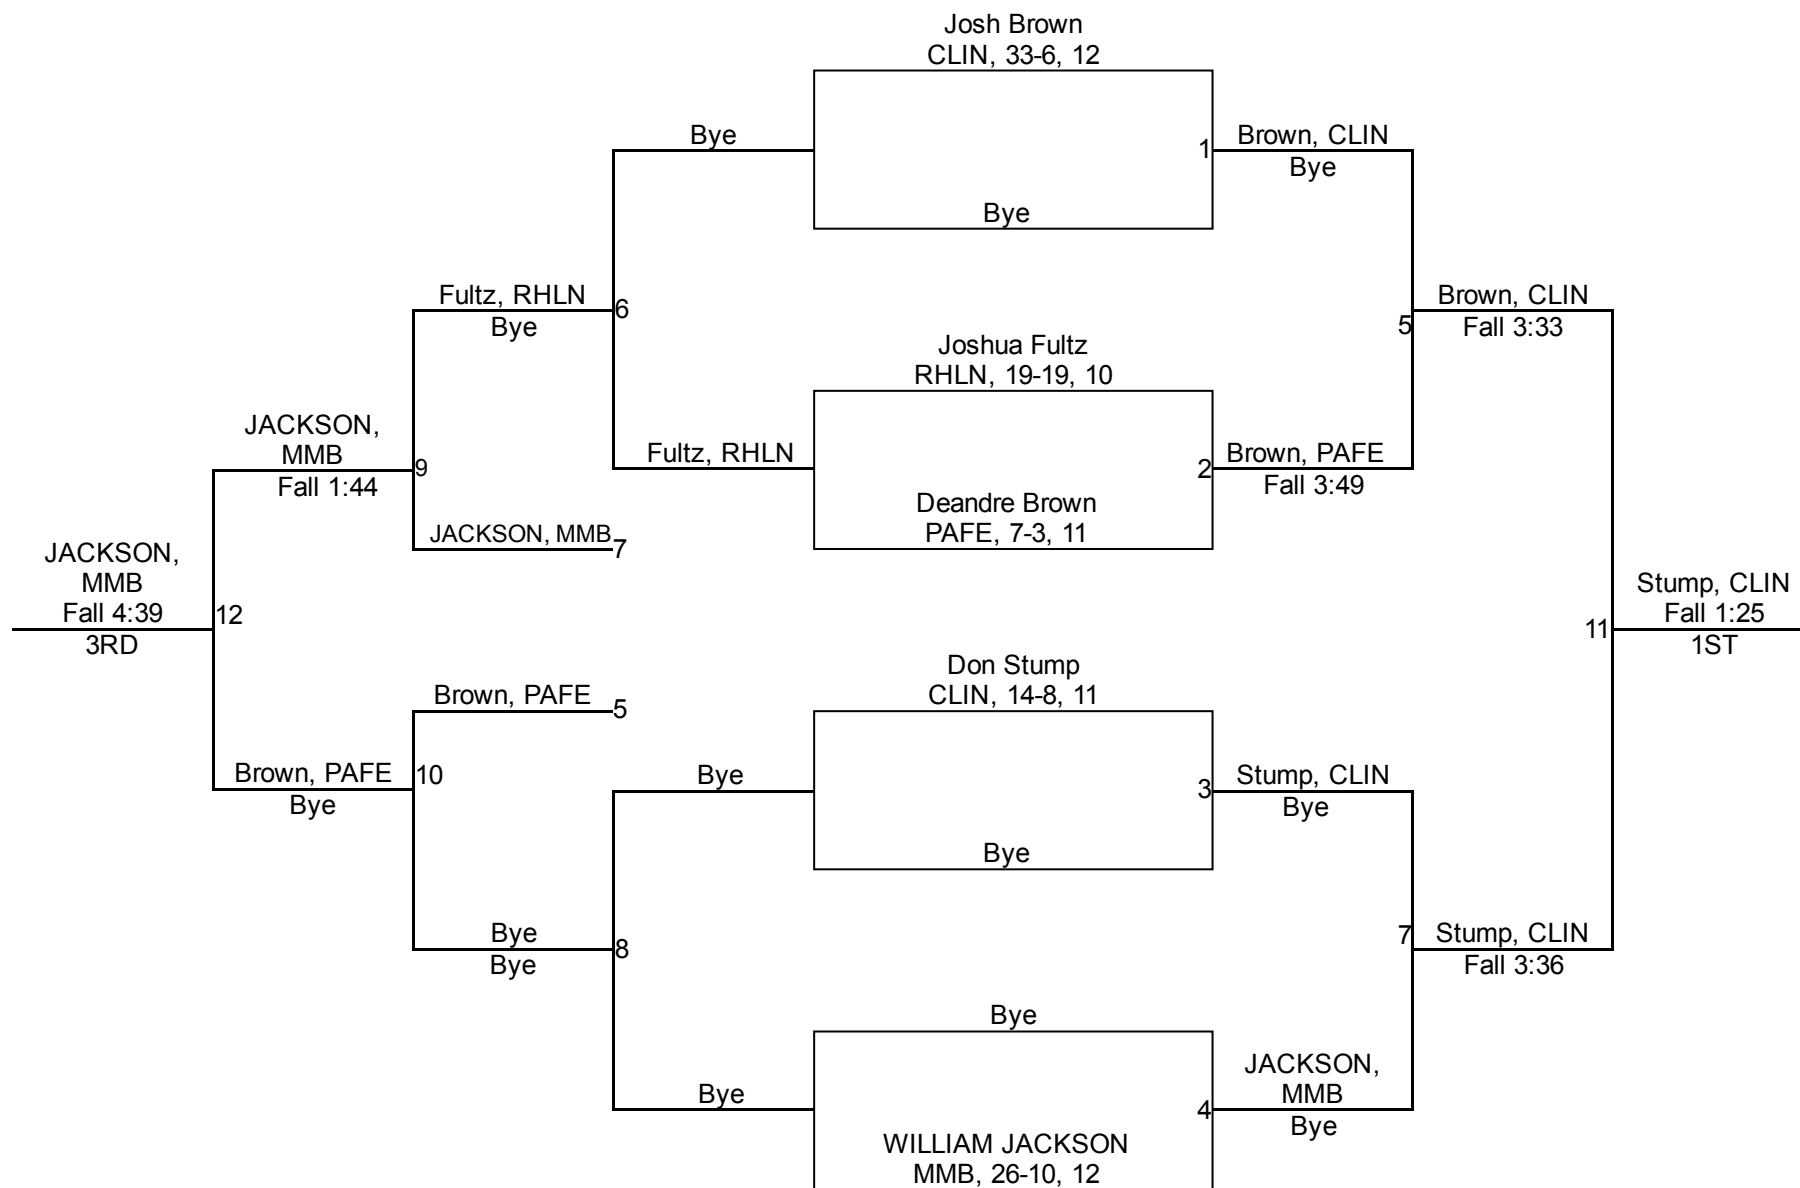 Josh Brown
CLIN, 33-6, 12
Bye
1
Brown, CLIN
Bye
Bye
Fultz, RHLN
Bye
6
Brown, CLIN
Fall 3:33
5
Joshua Fultz
RHLN, 19-19, 10
JACKSON,
MMB
Fall 1:44
9
Fultz, RHLN
2
Brown, PAFE
Fall 3:49
Deandre Brown
PAFE, 7-3, 11
JACKSON, MMB
7
JACKSON,
MMB
Fall 4:39
3RD
12
Stump, CLIN
Fall 1:25
1ST
11
Don Stump
CLIN, 14-8, 11
Brown, PAFE
5
Brown, PAFE
Bye
10
Bye
3
Stump, CLIN
Bye
Bye
Bye
Bye
8
7
Stump, CLIN
Fall 3:36
Bye
Bye
4
JACKSON,
MMB
Bye
WILLIAM JACKSON
MMB, 26-10, 12